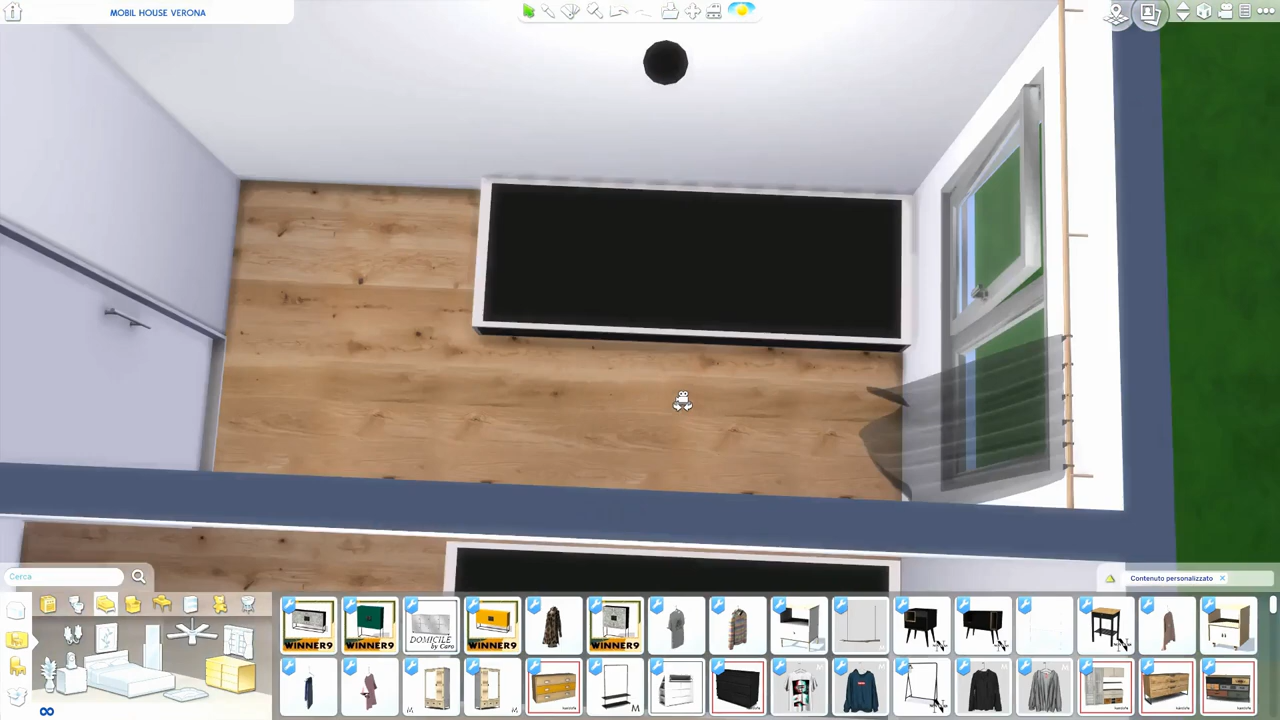 MOBIL HOUSE VERONA
Cerca
Contenuto personalizzato
WINNER9
WINNER9
DOMICILE
by Caro
WINNER9
WINNER9
M
M